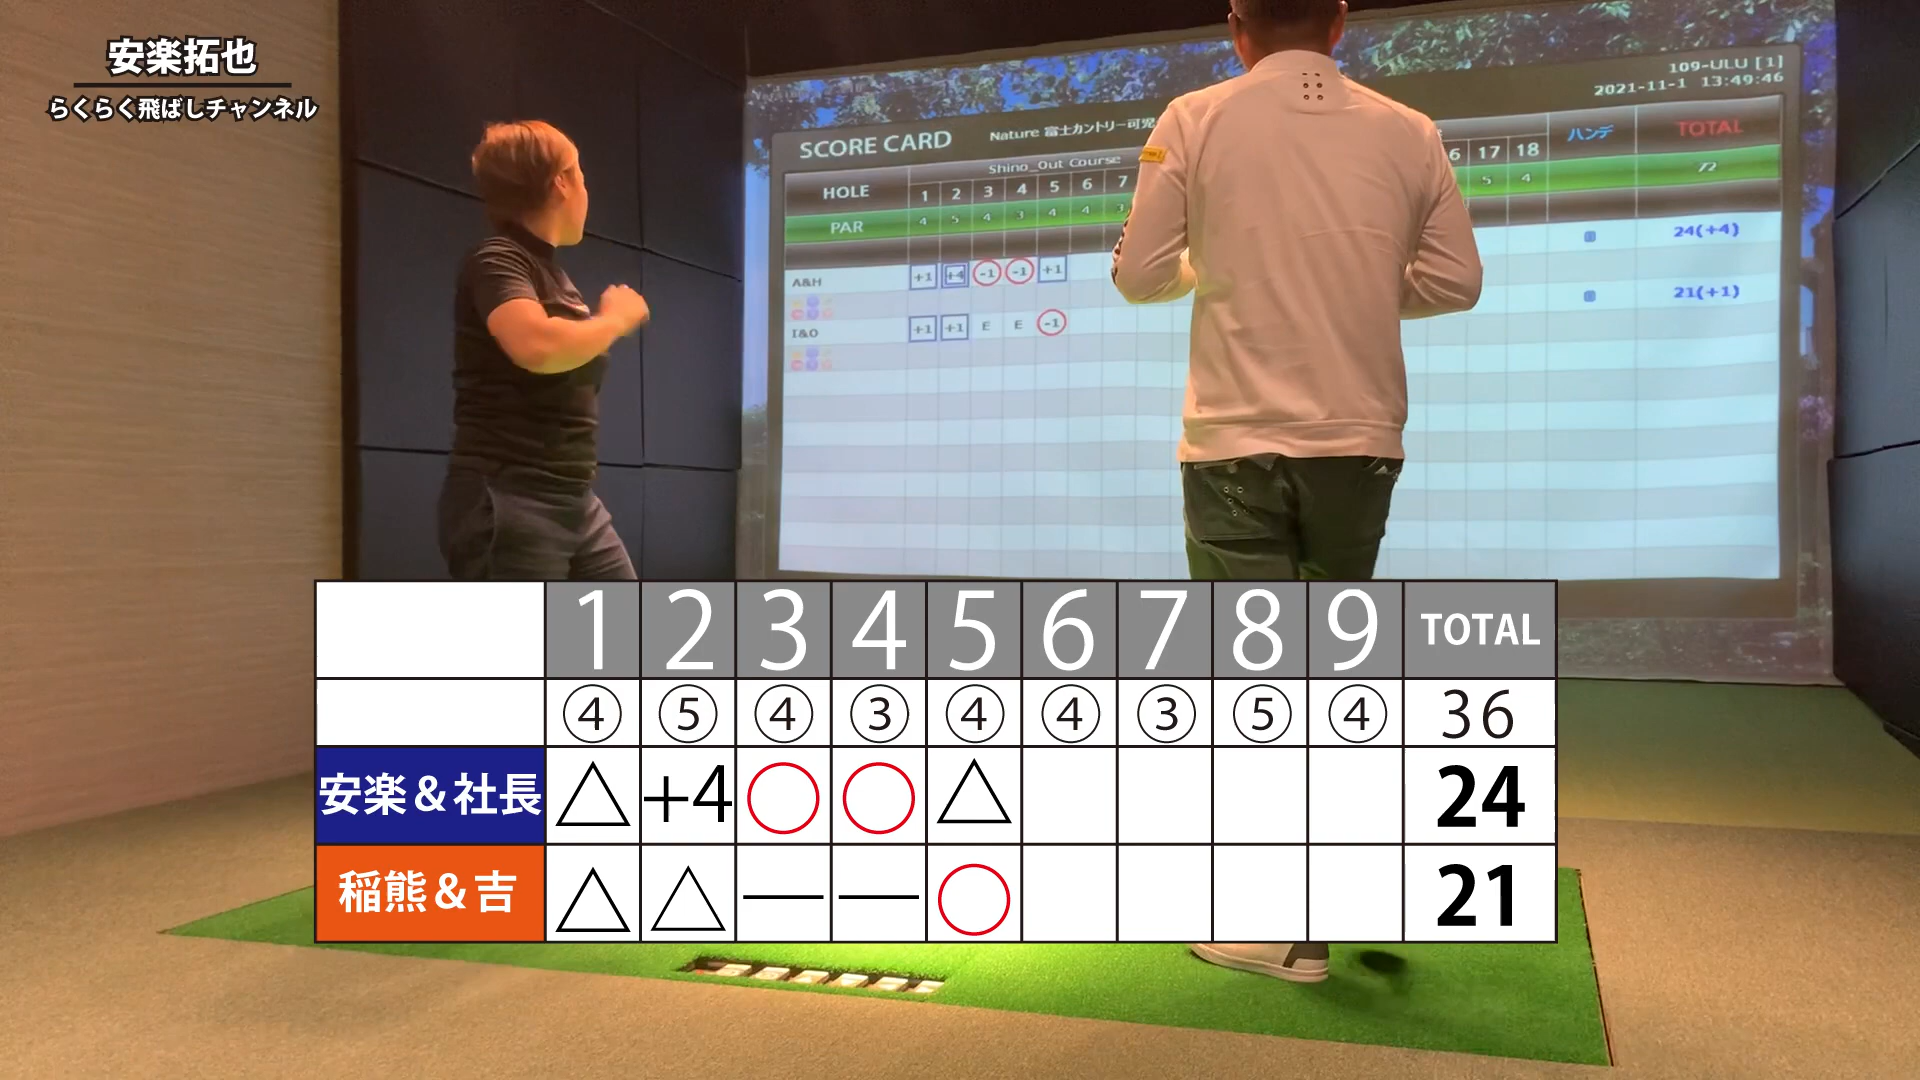 安楽拓也
らくらく飛ばしチャンネル
109-ULU [1]
2021-11-1 13:49:46
SCORE CARD
Nature 富士カントリー可児
Shino_Out Course
ハンデ
TOTAL
HOLE 1 2 3 4 5 6 7 6 17 18
PAR 4 5 4 3 4 4 3 5 4 72
A&H +1 +4 -1 -1 +1 24(+4)
I&O +1 +1 E E -1 21(+1)
1 2 3 4 5 6 7 8 9 TOTAL
④ ⑤ ④ ③ ④ ④ ③ ⑤ ④ 36
安楽&社長 △ +4 ○ ○ △ 24
稲熊&吉 △ △ — — ○ 21